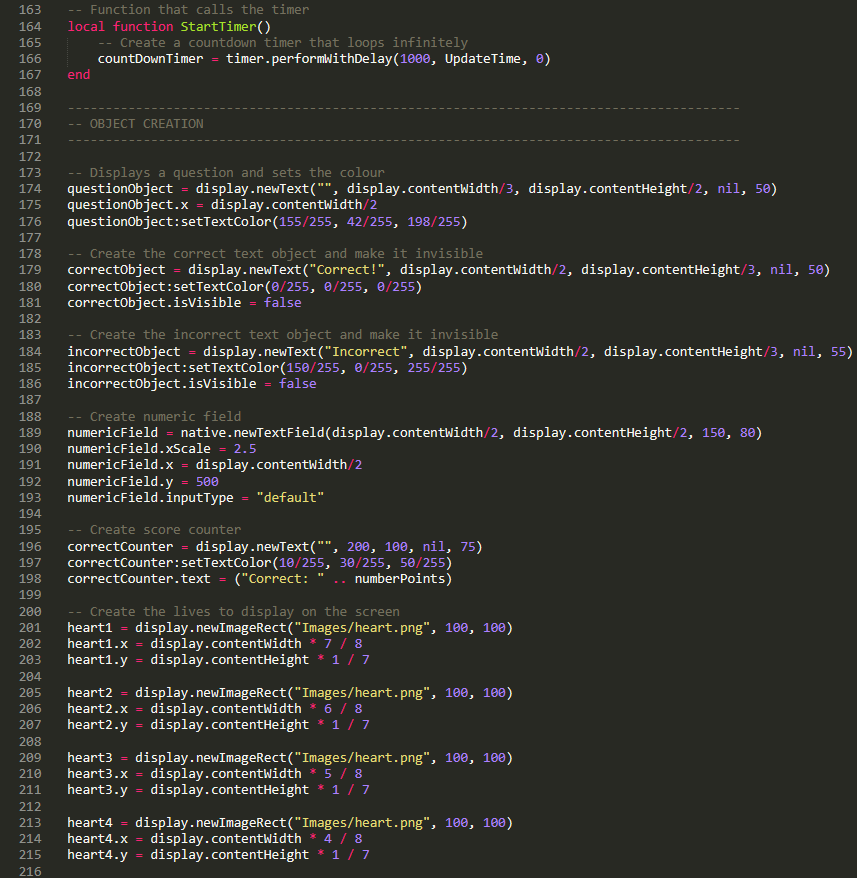 163 -- Function that calls the timer
164 local function StartTimer()
165     -- Create a countdown timer that loops infinitely
166     countDownTimer = timer.performWithDelay(1000, UpdateTime, 0)
167 end
168
169 -----------------------------------------------------------------------------------------
170 -- OBJECT CREATION
171 -----------------------------------------------------------------------------------------
172
173 -- Displays a question and sets the colour
174 questionObject = display.newText("", display.contentWidth/3, display.contentHeight/2, nil, 50)
175 questionObject.x = display.contentWidth/2
176 questionObject:setTextColor(155/255, 42/255, 198/255)
177
178 -- Create the correct text object and make it invisible
179 correctObject = display.newText("Correct!", display.contentWidth/2, display.contentHeight/3, nil, 50)
180 correctObject:setTextColor(0/255, 0/255, 0/255)
181 correctObject.isVisible = false
182
183 -- Create the incorrect text object and make it invisible
184 incorrectObject = display.newText("Incorrect", display.contentWidth/2, display.contentHeight/3, nil, 55)
185 incorrectObject:setTextColor(150/255, 0/255, 255/255)
186 incorrectObject.isVisible = false
187
188 -- Create numeric field
189 numericField = native.newTextField(display.contentWidth/2, display.contentHeight/2, 150, 80)
190 numericField.xScale = 2.5
191 numericField.x = display.contentWidth/2
192 numericField.y = 500
193 numericField.inputType = "default"
194
195 -- Create score counter
196 correctCounter = display.newText("", 200, 100, nil, 75)
197 correctCounter:setTextColor(10/255, 30/255, 50/255)
198 correctCounter.text = ("Correct: " .. numberPoints)
199
200 -- Create the lives to display on the screen
201 heart1 = display.newImageRect("Images/heart.png", 100, 100)
202 heart1.x = display.contentWidth * 7 / 8
203 heart1.y = display.contentHeight * 1 / 7
204
205 heart2 = display.newImageRect("Images/heart.png", 100, 100)
206 heart2.x = display.contentWidth * 6 / 8
207 heart2.y = display.contentHeight * 1 / 7
208
209 heart3 = display.newImageRect("Images/heart.png", 100, 100)
210 heart3.x = display.contentWidth * 5 / 8
211 heart3.y = display.contentHeight * 1 / 7
212
213 heart4 = display.newImageRect("Images/heart.png", 100, 100)
214 heart4.x = display.contentWidth * 4 / 8
215 heart4.y = display.contentHeight * 1 / 7
216